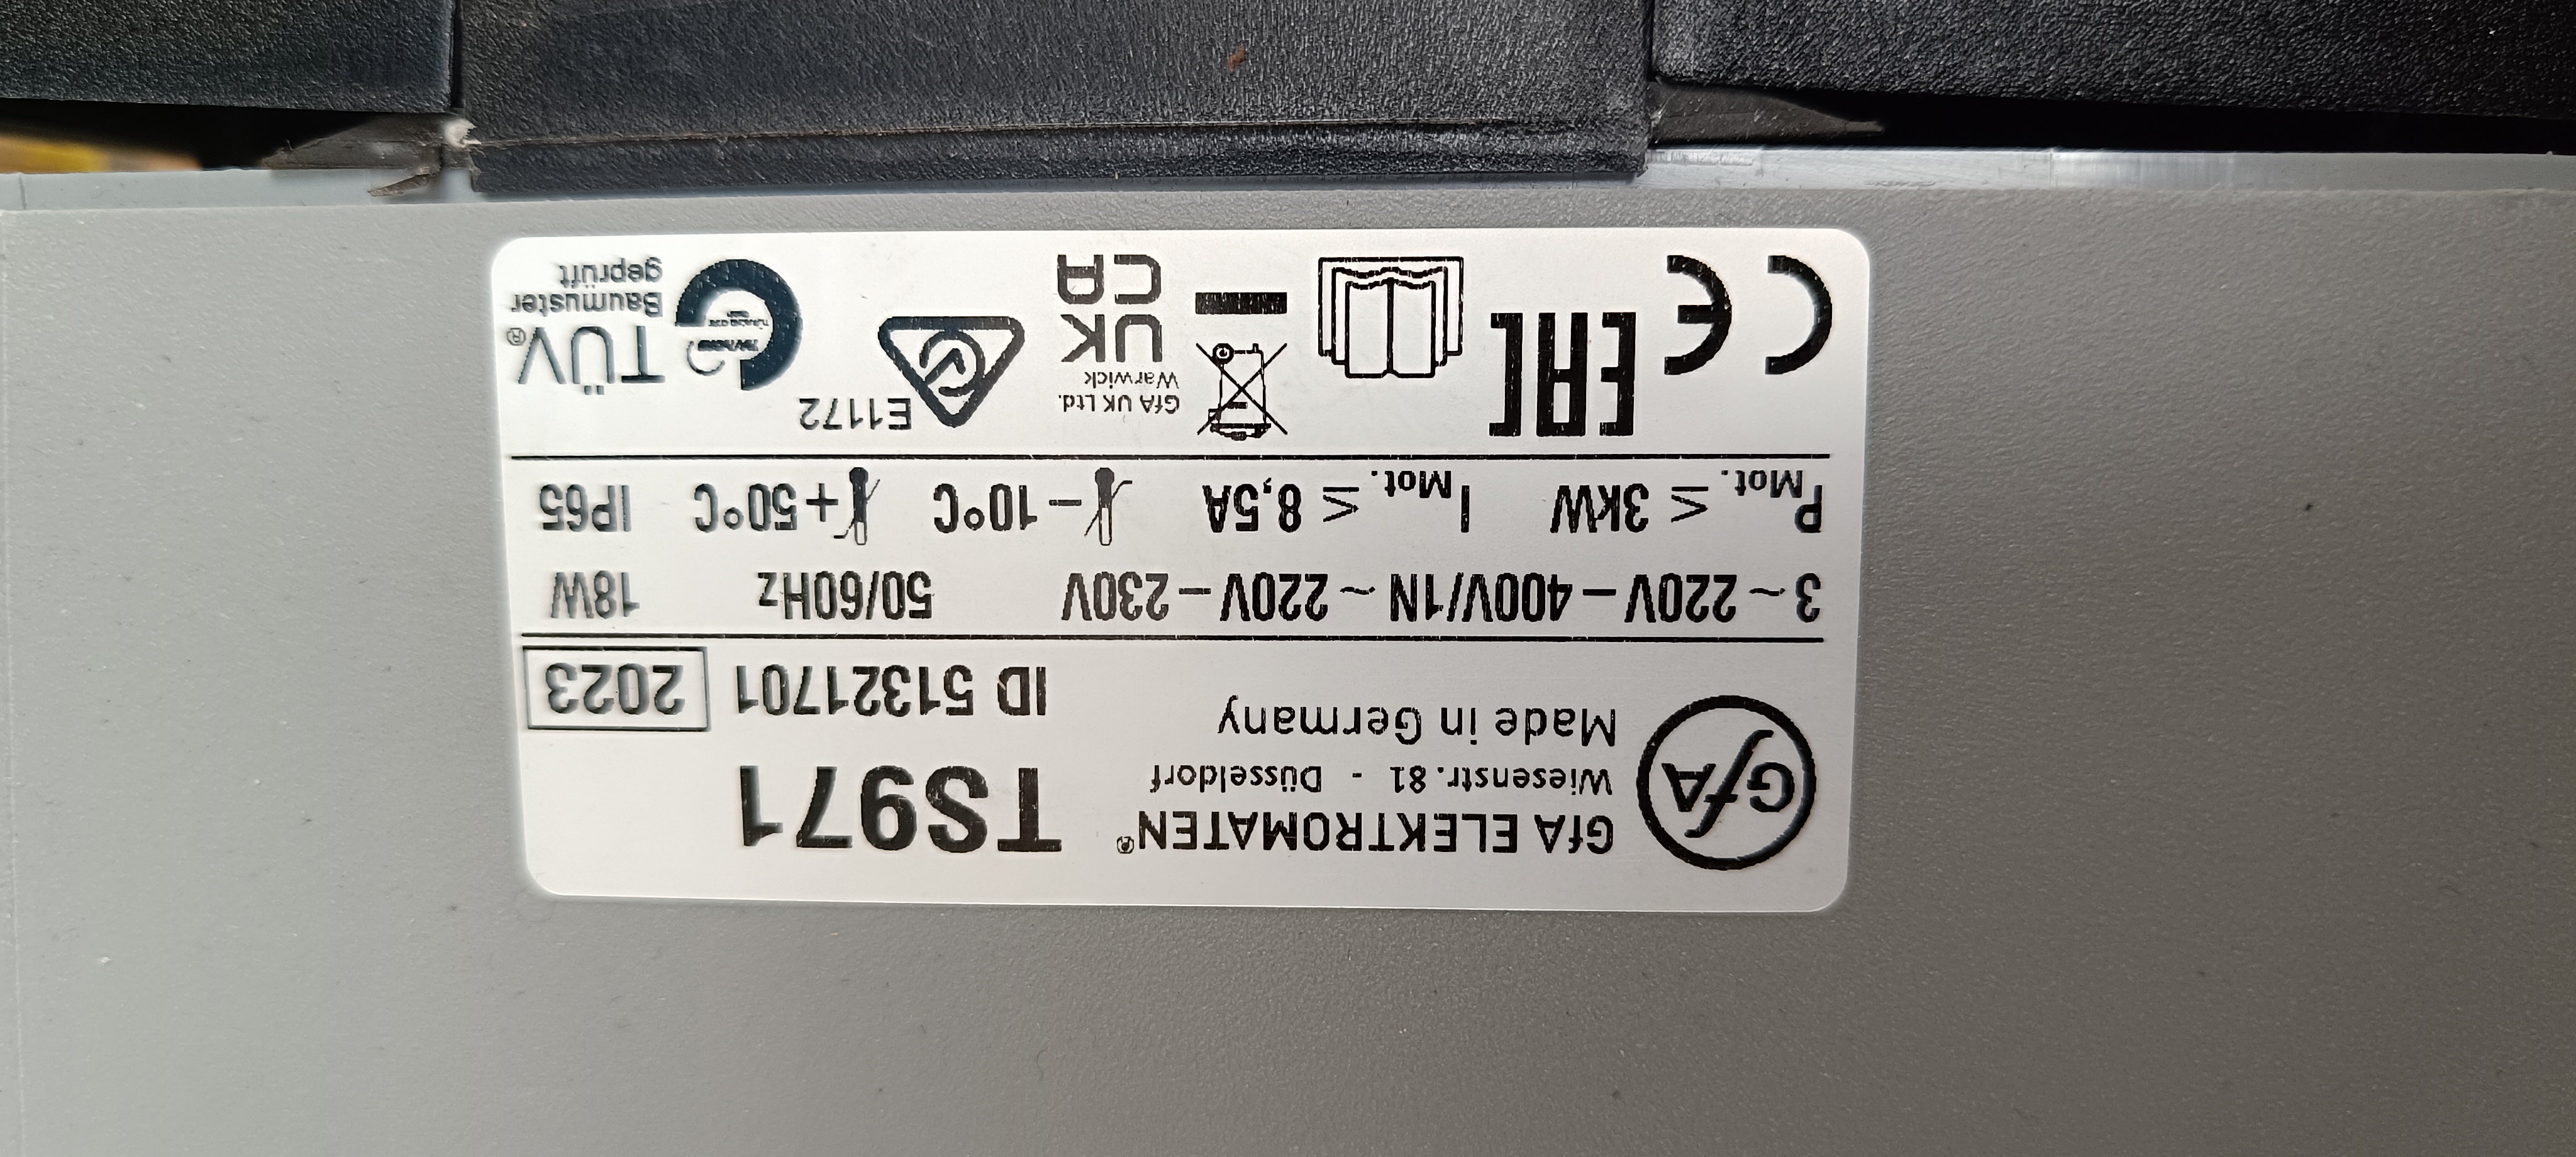 GfA
GfA ELEKTROMATEN®
Wiesenstr. 81 - Düsseldorf
Made in Germany
TS971
ID 51321701 2023
3~220V–400V/1N~220V–230V 50/60Hz 18W
PMot. ≤ 3kW IMot. ≤ 8,5A –10°C +50°C IP65
CE
EAC
GfA UK Ltd.
Warwick
UK
CA
E1172
TÜV®
Baumuster
geprüft